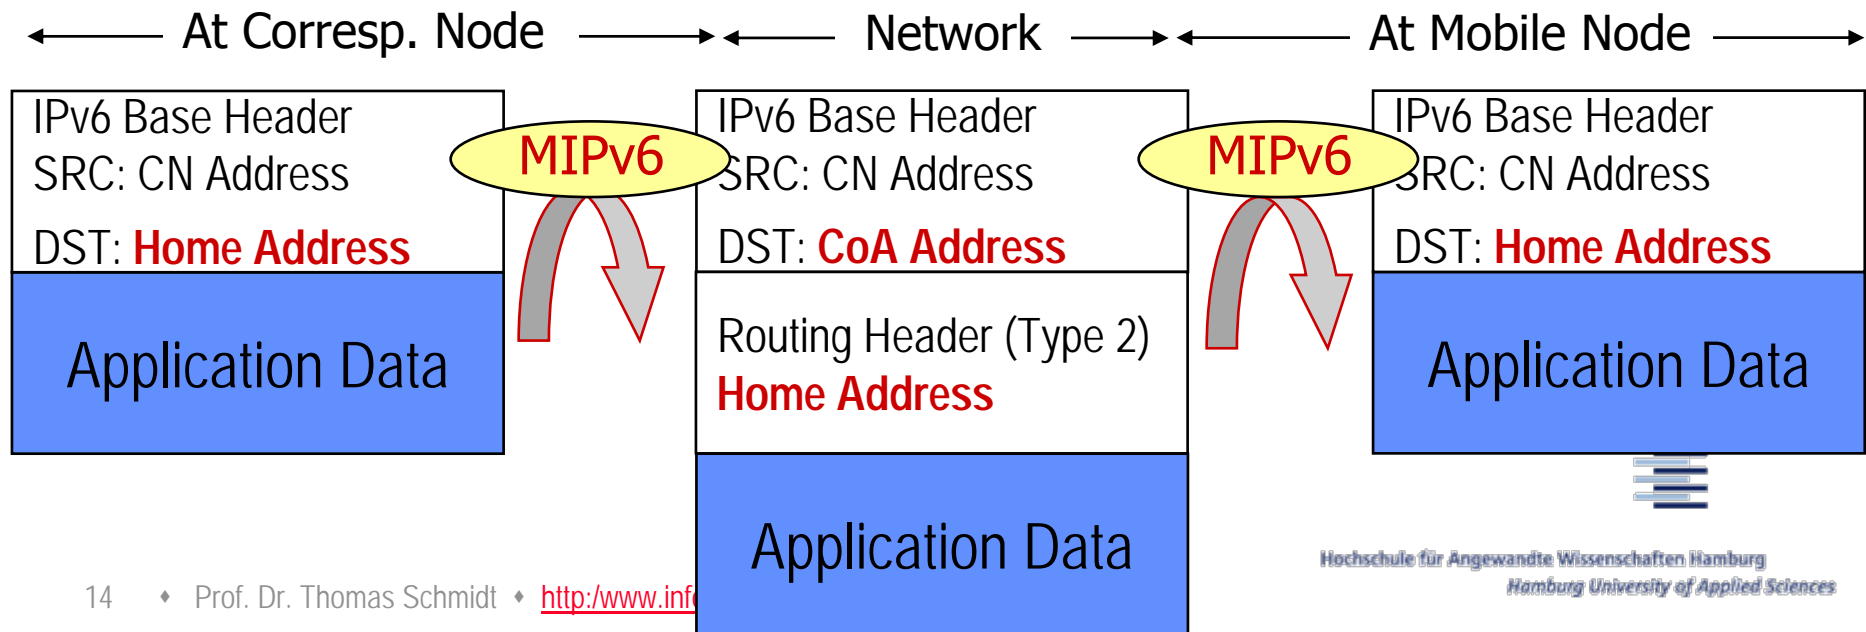 At Corresp. Node
Network
At Mobile Node
IPv6 Base Header
SRC: CN Address
DST: Home Address
Application Data
MIPv6
IPv6 Base Header
SRC: CN Address
DST: CoA Address
Routing Header (Type 2)
Home Address
Application Data
MIPv6
IPv6 Base Header
SRC: CN Address
DST: Home Address
Application Data
14 • Prof. Dr. Thomas Schmidt • http:/www.inf
Hochschule für Angewandte Wissenschaften Hamburg
Hamburg University of Applied Sciences